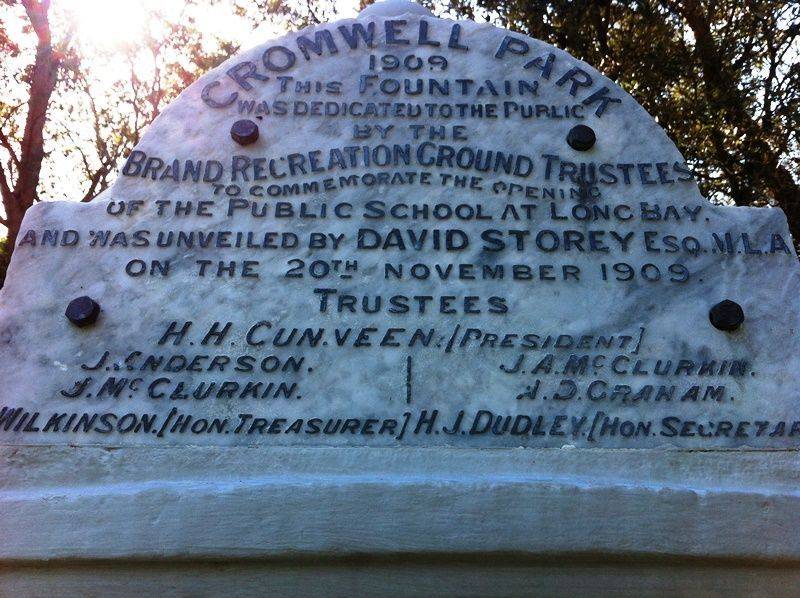 CROMWELL PARK
1909
THIS FOUNTAIN
WAS DEDICATED TO THE PUBLIC
BY THE
BRAND RECREATION GROUND TRUSTEES
TO COMMEMORATE THE OPENING
OF THE PUBLIC SCHOOL AT LONG BAY.
AND WAS UNVEILED BY DAVID STOREY ESQ. M.L.A
ON THE 20TH NOVEMBER 1909.
TRUSTEES
H. H CUN.VEEN. [PRESIDENT]
J. ANDERSON. J. A. MCCLURKIN.
J. MCCLURKIN. GRAHAM.
WILKINSON. [HON. TREASURER] H. J. DUDLEY. [HON. SECRETAR